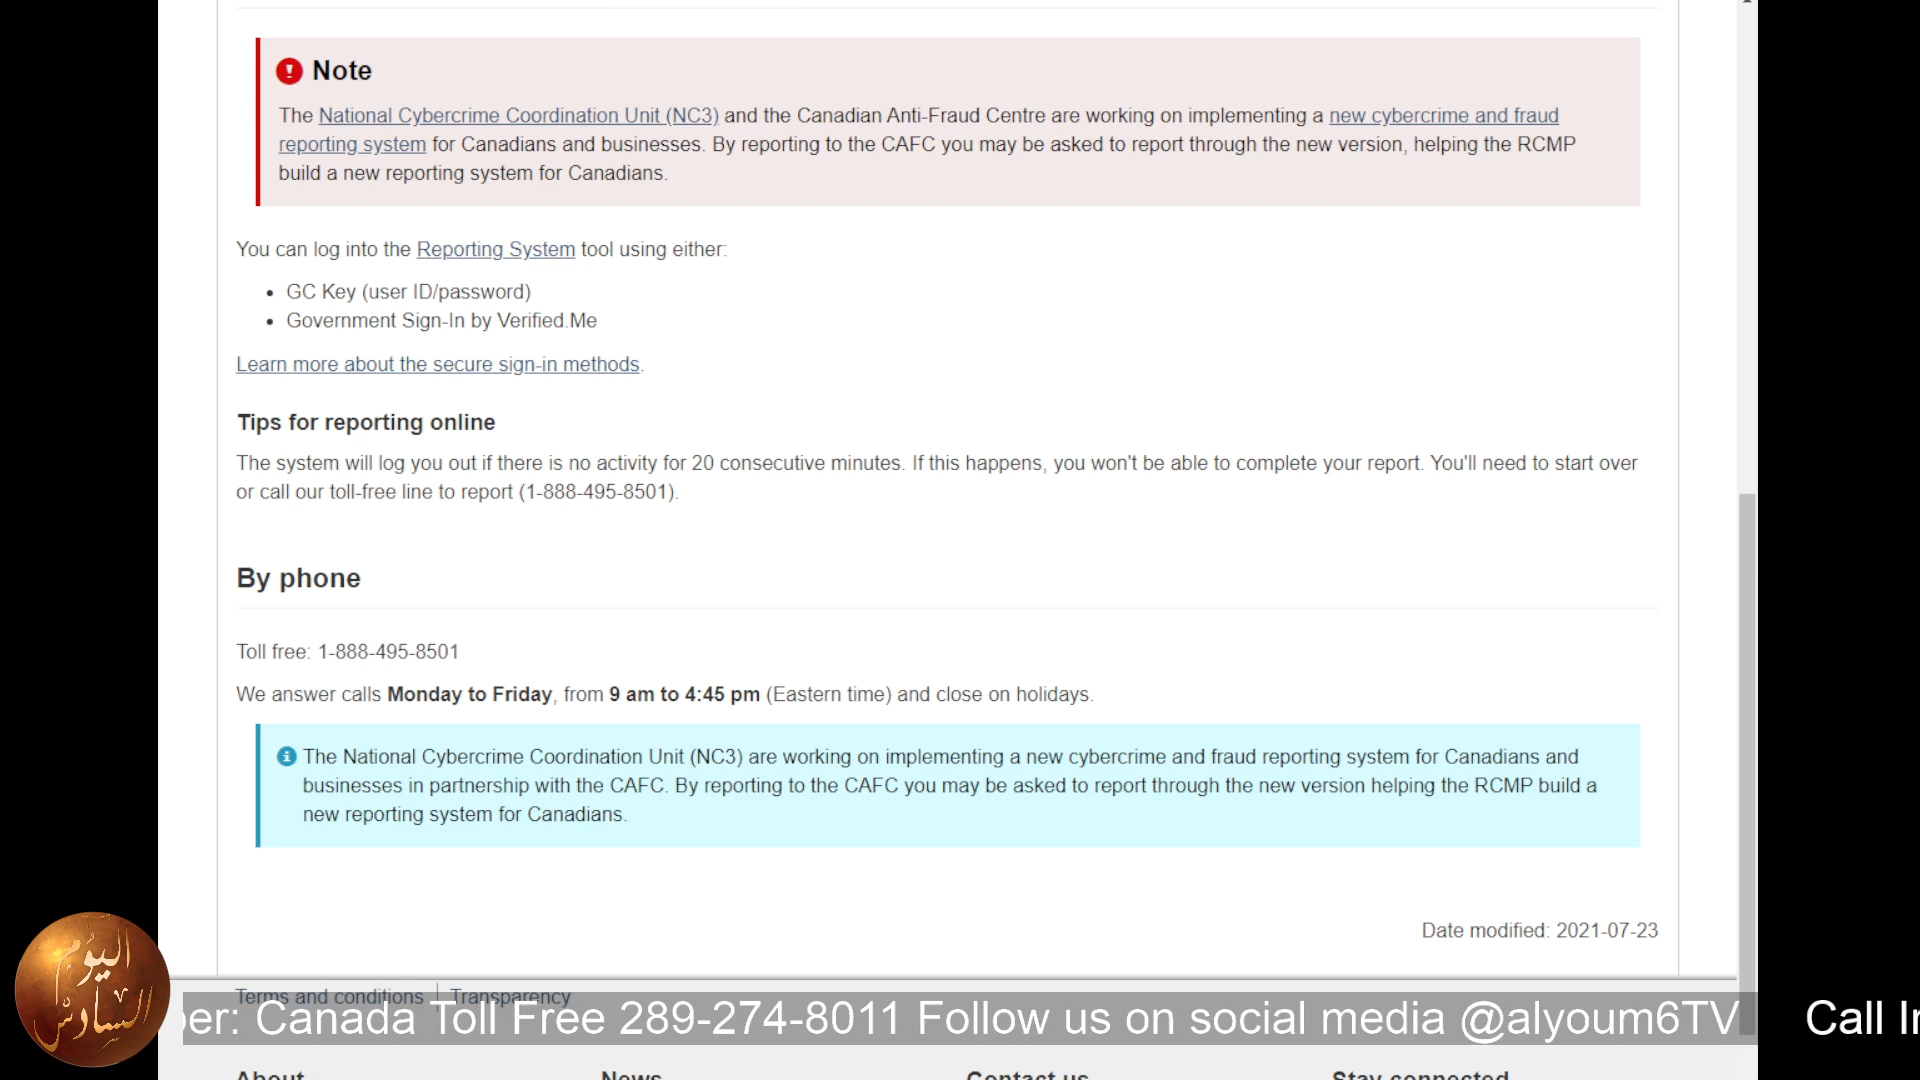 Note
The National Cybercrime Coordination Unit (NC3) and the Canadian Anti-Fraud Centre are working on implementing a new cybercrime and fraud
reporting system for Canadians and businesses. By reporting to the CAFC you may be asked to report through the new version, helping the RCMP
build a new reporting system for Canadians.
You can log into the Reporting System tool using either:
• GC Key (user ID/password)
• Government Sign-In by Verified.Me
Learn more about the secure sign-in methods.
Tips for reporting online
The system will log you out if there is no activity for 20 consecutive minutes. If this happens, you won't be able to complete your report. You'll need to start over
or call our toll-free line to report (1-888-495-8501).
By phone
Toll free: 1-888-495-8501
We answer calls Monday to Friday, from 9 am to 4:45 pm (Eastern time) and close on holidays.
The National Cybercrime Coordination Unit (NC3) are working on implementing a new cybercrime and fraud reporting system for Canadians and
businesses in partnership with the CAFC. By reporting to the CAFC you may be asked to report through the new version helping the RCMP build a
new reporting system for Canadians.
Date modified: 2021-07-23
اليوم
السادس
Terms and conditions | Transparency
er: Canada Toll Free 289-274-8011 Follow us on social media @alyoum6TV Call In
About News Contact us Stay connected